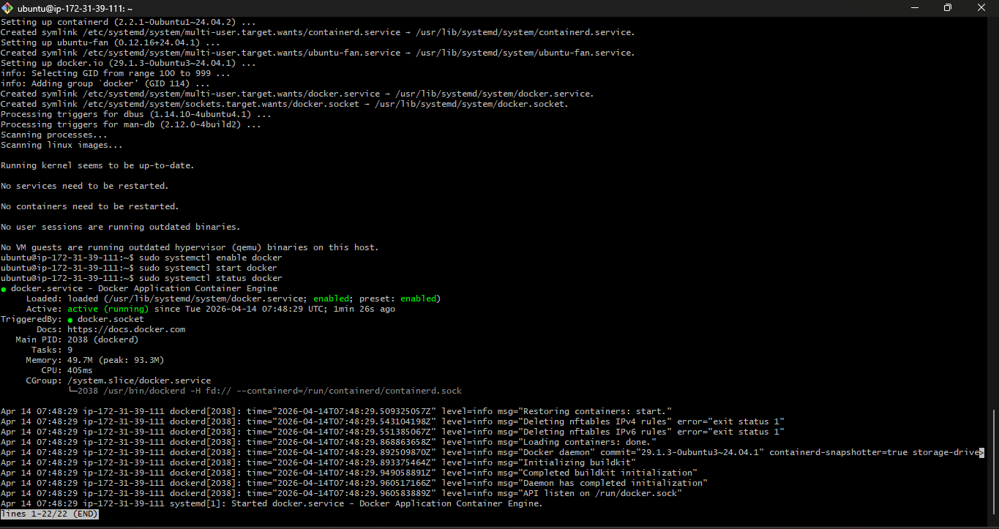 ubuntu@ip-172-31-39-111: ~
Setting up containerd (2.2.1-0ubuntu1~24.04.2) ...
Created symlink /etc/systemd/system/multi-user.target.wants/containerd.service → /usr/lib/systemd/system/containerd.service.
Setting up ubuntu-fan (0.12.16+24.04.1) ...
Created symlink /etc/systemd/system/multi-user.target.wants/ubuntu-fan.service → /usr/lib/systemd/system/ubuntu-fan.service.
Setting up docker.io (29.1.3-0ubuntu3~24.04.1) ...
info: Selecting GID from range 100 to 999 ...
info: Adding group `docker' (GID 114) ...
Created symlink /etc/systemd/system/multi-user.target.wants/docker.service → /usr/lib/systemd/system/docker.service.
Created symlink /etc/systemd/system/sockets.target.wants/docker.socket → /usr/lib/systemd/system/docker.socket.
Processing triggers for dbus (1.14.10-4ubuntu4.1) ...
Processing triggers for man-db (2.12.0-4build2) ...
Scanning processes...
Scanning linux images...
Running kernel seems to be up-to-date.
No services need to be restarted.
No containers need to be restarted.
No user sessions are running outdated binaries.
No VM guests are running outdated hypervisor (qemu) binaries on this host.
ubuntu@ip-172-31-39-111:~$ sudo systemctl enable docker
ubuntu@ip-172-31-39-111:~$ sudo systemctl start docker
ubuntu@ip-172-31-39-111:~$ sudo systemctl status docker
● docker.service - Docker Application Container Engine
Loaded: loaded (/usr/lib/systemd/system/docker.service; enabled; preset: enabled)
Active: active (running) since Tue 2026-04-14 07:48:29 UTC; 1min 26s ago
TriggeredBy: ● docker.socket
Docs: https://docs.docker.com
Main PID: 2038 (dockerd)
Tasks: 9
Memory: 49.7M (peak: 93.3M)
CPU: 405ms
CGroup: /system.slice/docker.service
└─2038 /usr/bin/dockerd -H fd:// --containerd=/run/containerd/containerd.sock
Apr 14 07:48:29 ip-172-31-39-111 dockerd[2038]: time="2026-04-14T07:48:29.509325057Z" level=info msg="Restoring containers: start."
Apr 14 07:48:29 ip-172-31-39-111 dockerd[2038]: time="2026-04-14T07:48:29.543104198Z" level=info msg="Deleting nftables IPv4 rules" error="exit status 1"
Apr 14 07:48:29 ip-172-31-39-111 dockerd[2038]: time="2026-04-14T07:48:29.551385067Z" level=info msg="Deleting nftables IPv6 rules" error="exit status 1"
Apr 14 07:48:29 ip-172-31-39-111 dockerd[2038]: time="2026-04-14T07:48:29.868863658Z" level=info msg="Loading containers: done."
Apr 14 07:48:29 ip-172-31-39-111 dockerd[2038]: time="2026-04-14T07:48:29.892509870Z" level=info msg="Docker daemon" commit="29.1.3-0ubuntu3~24.04.1" containerd-snapshotter=true storage-drive>
Apr 14 07:48:29 ip-172-31-39-111 dockerd[2038]: time="2026-04-14T07:48:29.893375464Z" level=info msg="Initializing buildkit"
Apr 14 07:48:29 ip-172-31-39-111 dockerd[2038]: time="2026-04-14T07:48:29.949058891Z" level=info msg="Completed buildkit initialization"
Apr 14 07:48:29 ip-172-31-39-111 dockerd[2038]: time="2026-04-14T07:48:29.960517166Z" level=info msg="Daemon has completed initialization"
Apr 14 07:48:29 ip-172-31-39-111 dockerd[2038]: time="2026-04-14T07:48:29.960583889Z" level=info msg="API listen on /run/docker.sock"
Apr 14 07:48:29 ip-172-31-39-111 systemd[1]: Started docker.service - Docker Application Container Engine.
lines 1-22/22 (END)